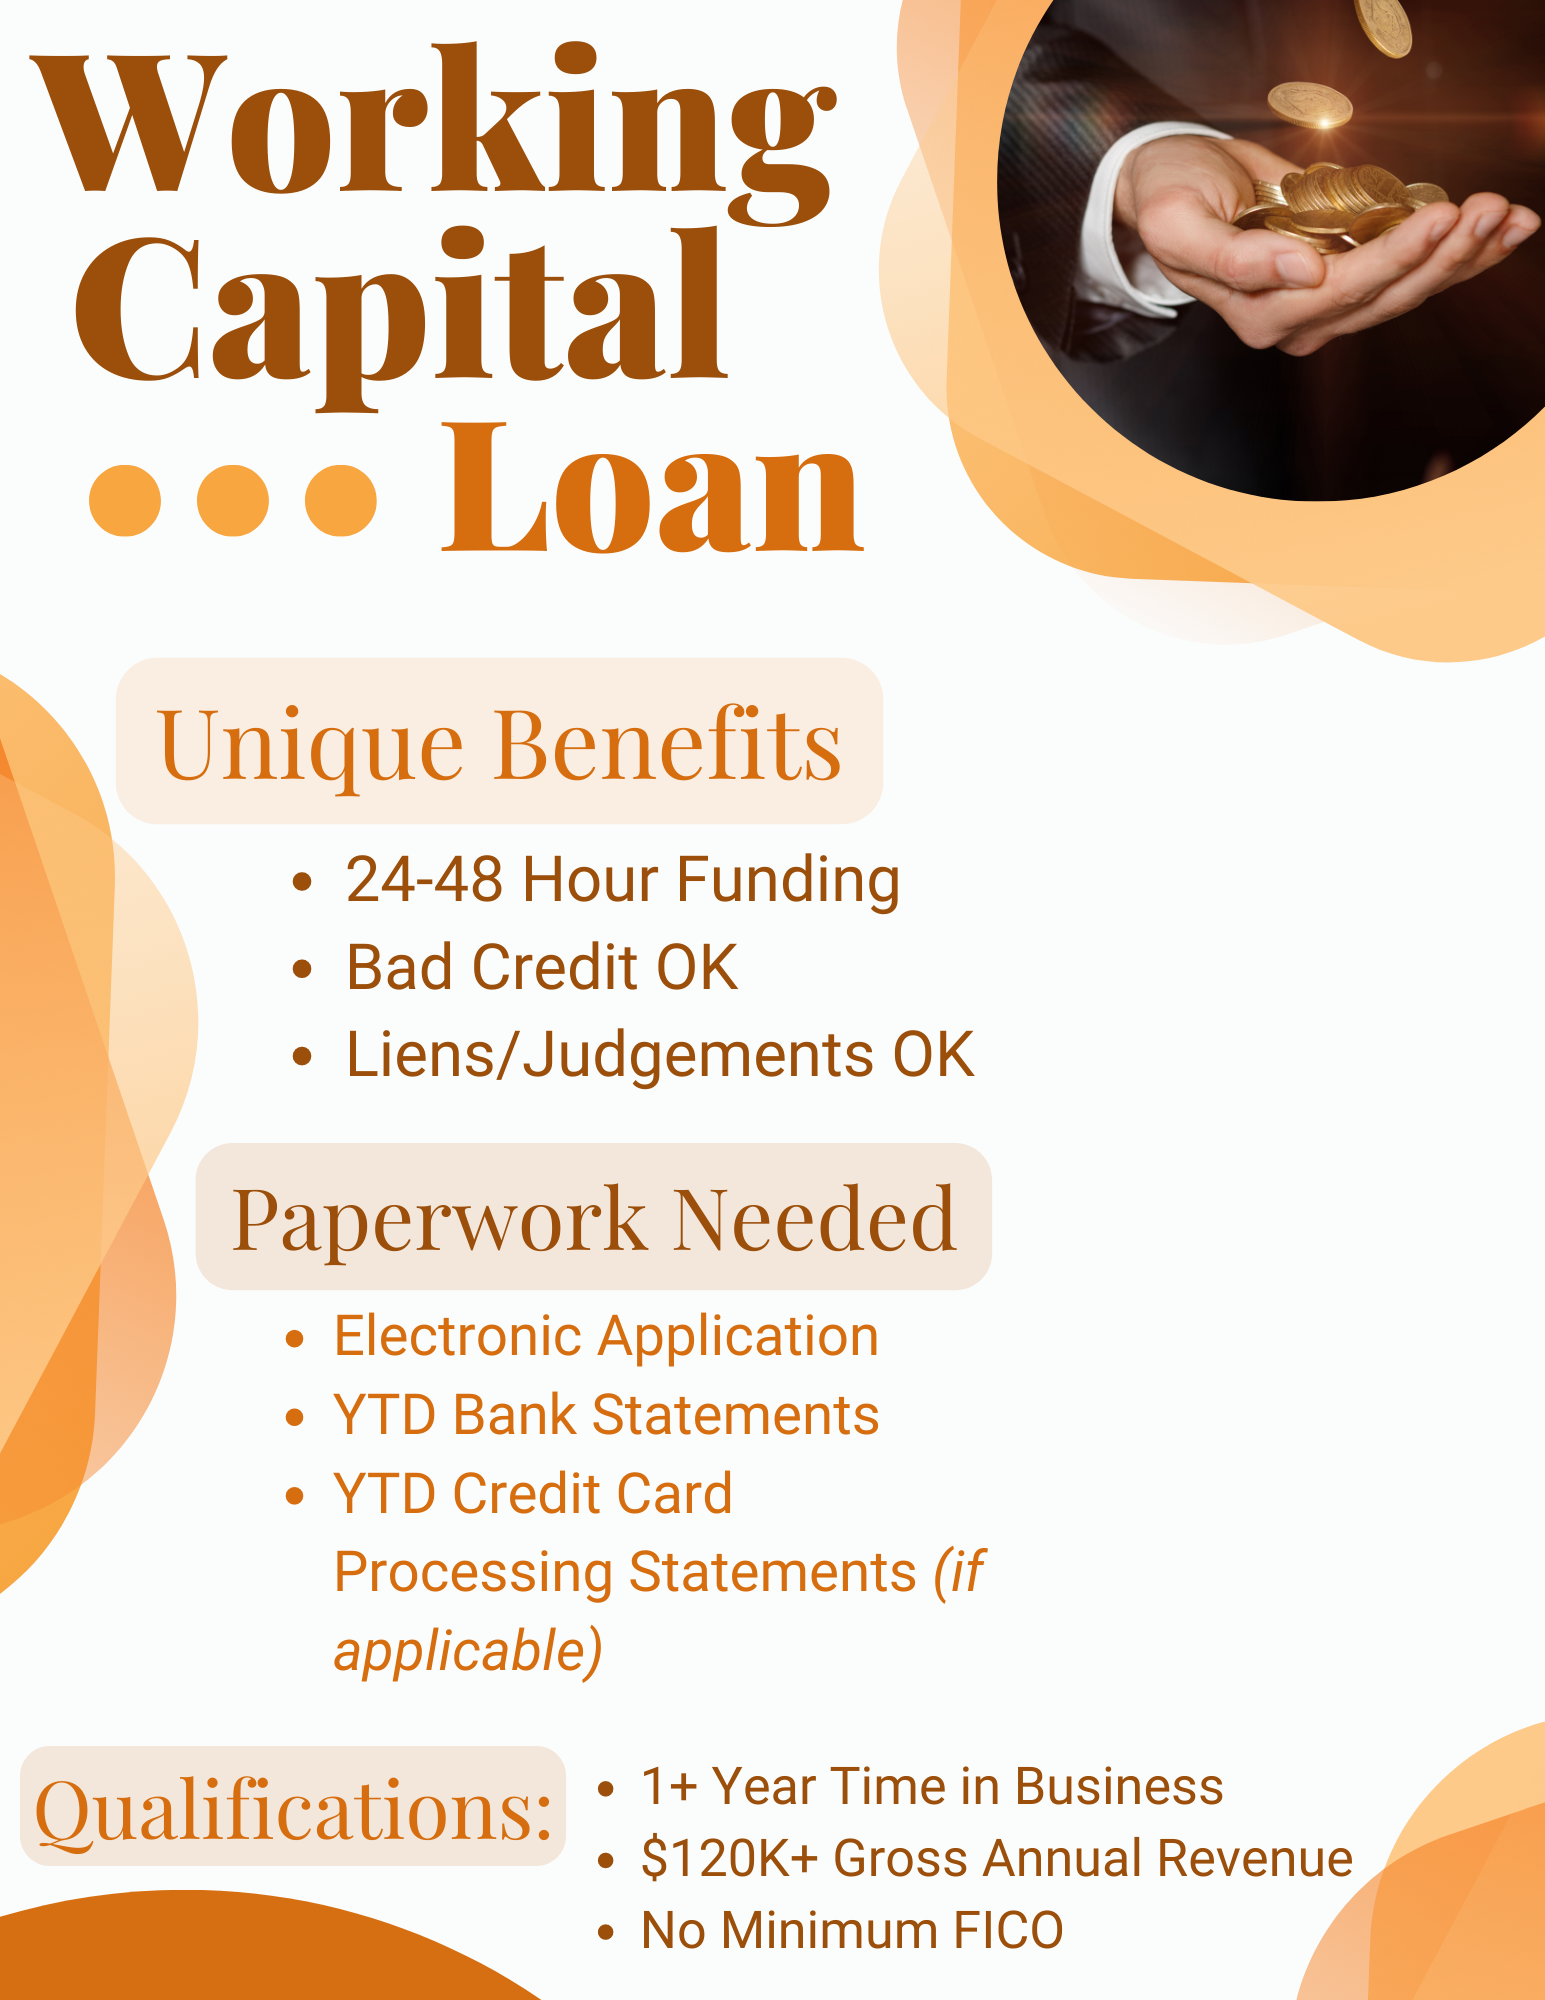 Working
Capital
Loan
Unique Benefits
• 24-48 Hour Funding
• Bad Credit OK
• Liens/Judgements OK
Paperwork Needed
• Electronic Application
• YTD Bank Statements
• YTD Credit Card
Processing Statements (if
applicable)
Qualifications:
• 1+ Year Time in Business
• $120K+ Gross Annual Revenue
• No Minimum FICO